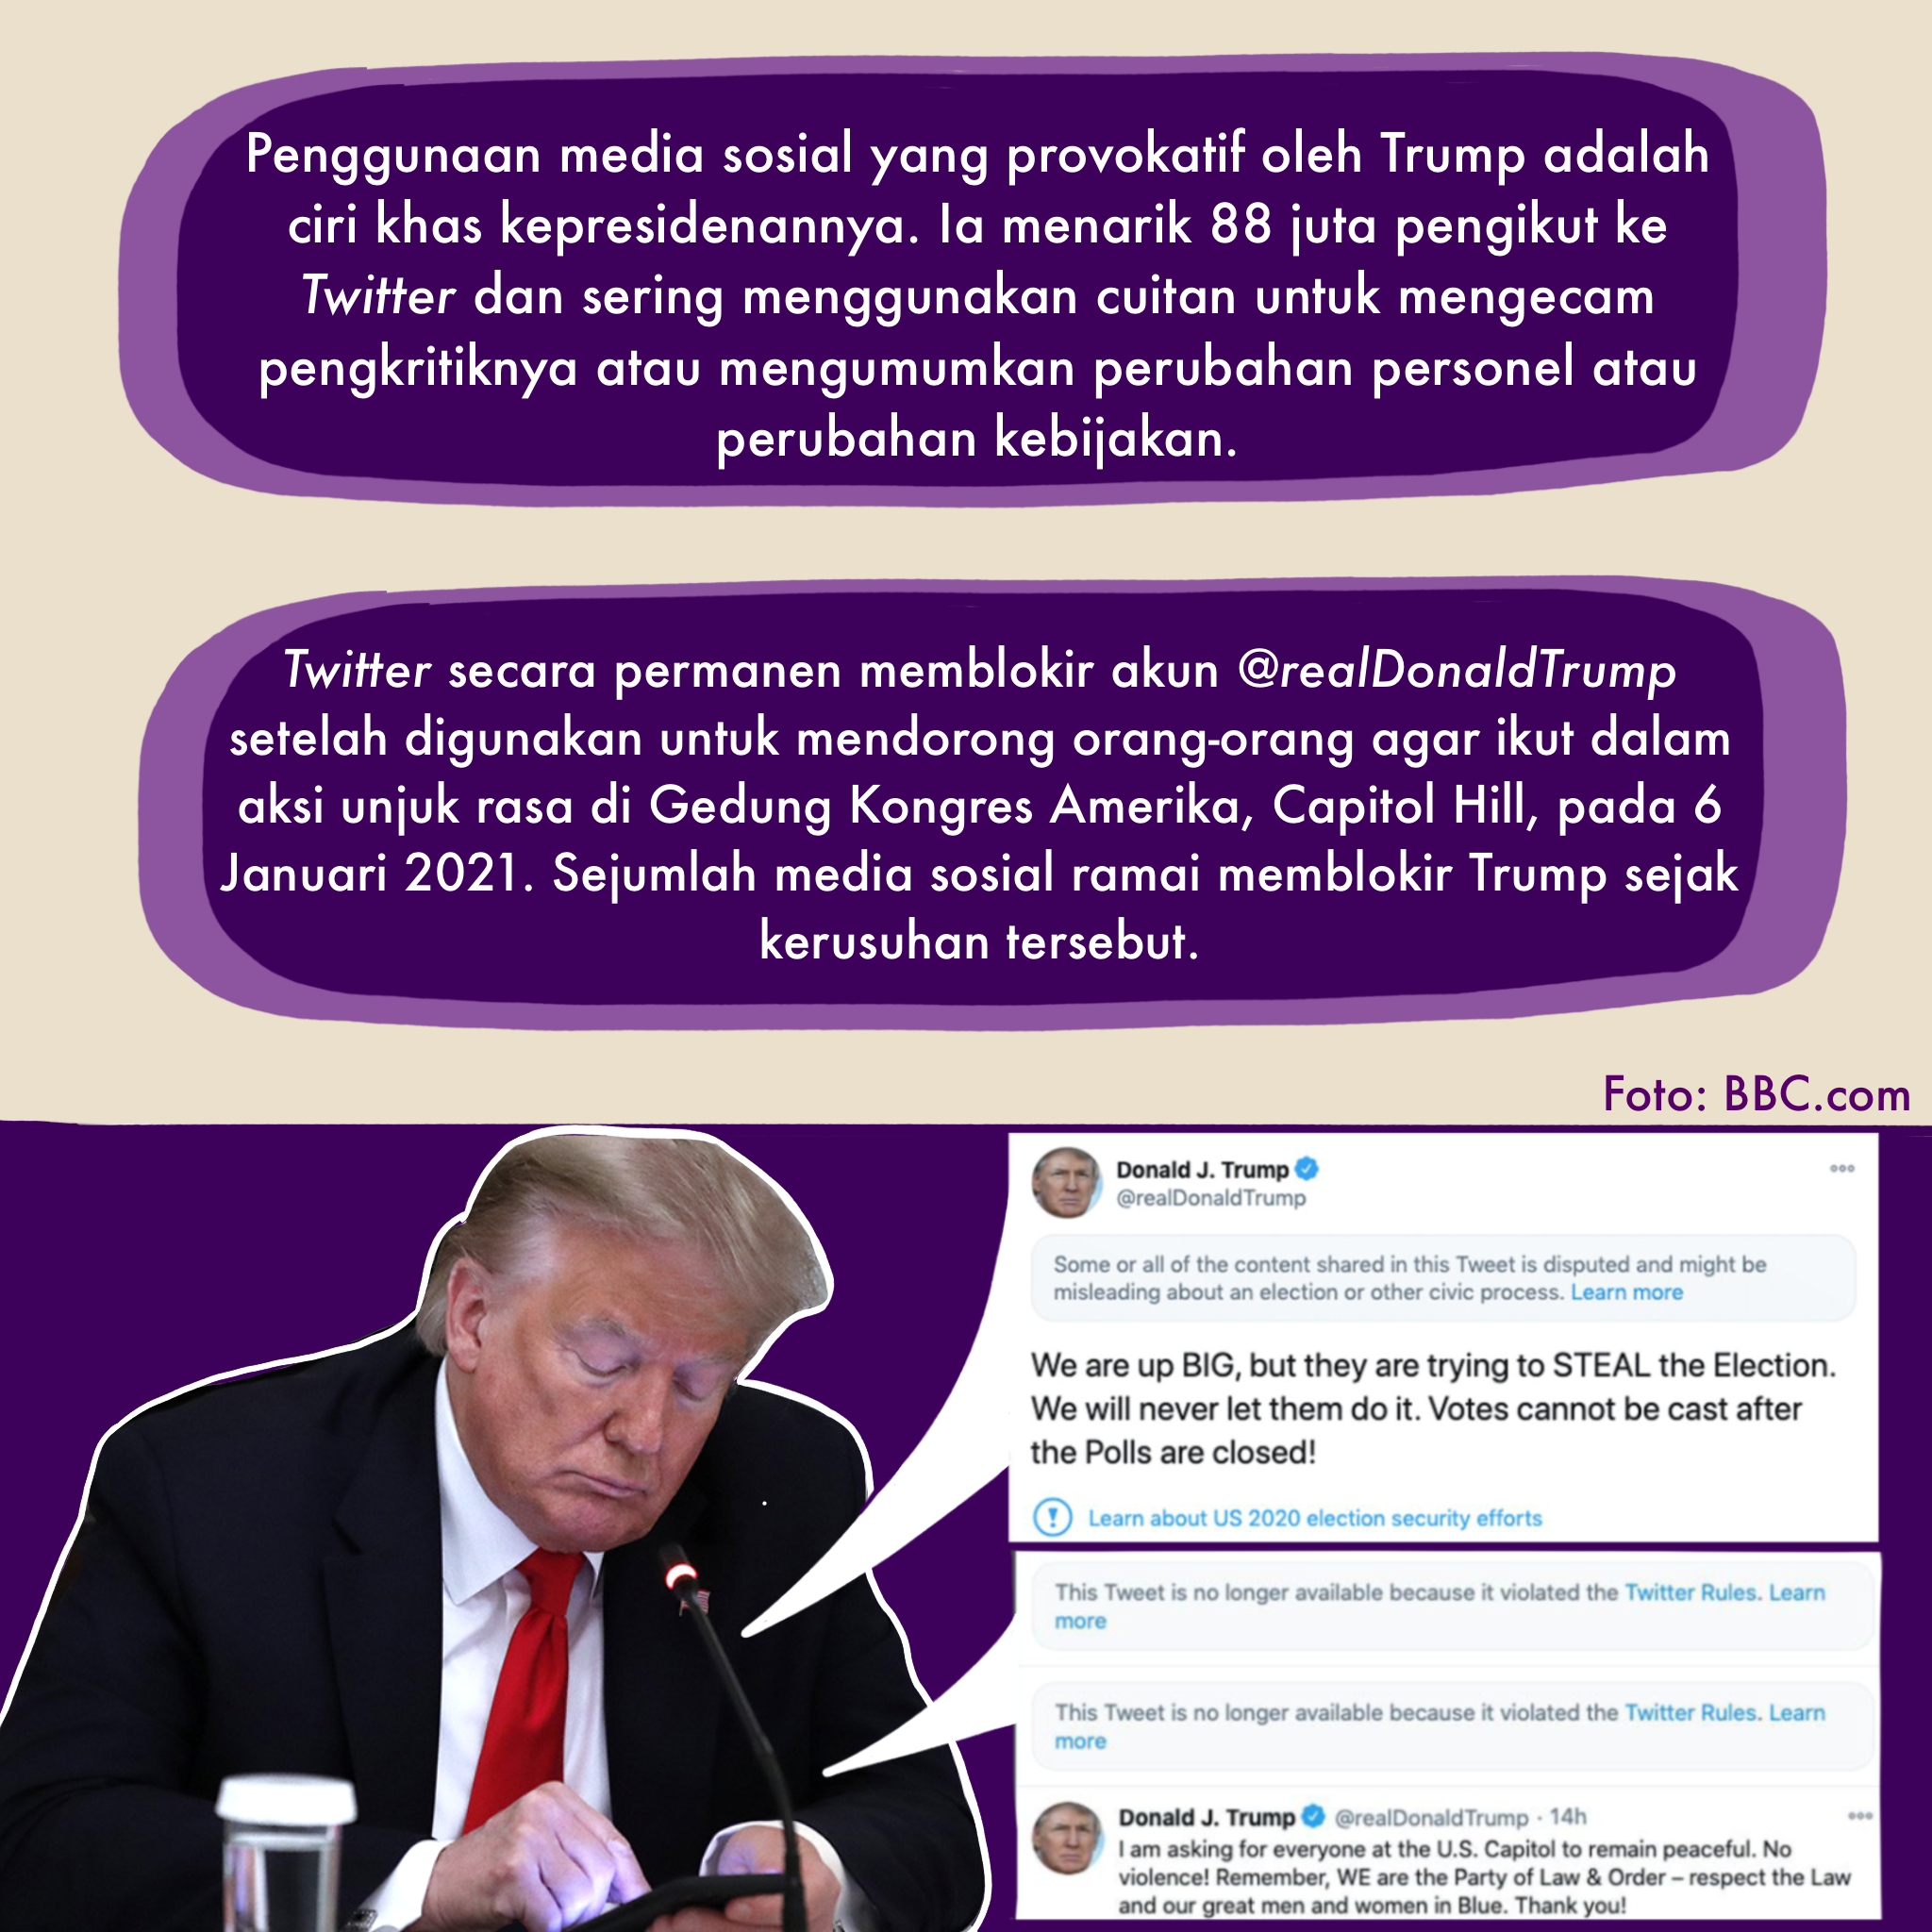 Penggunaan media sosial yang provokatif oleh Trump adalah
ciri khas kepresidenannya. Ia menarik 88 juta pengikut ke
Twitter dan sering menggunakan cuitan untuk mengecam
pengkritiknya atau mengumumkan perubahan personel atau
perubahan kebijakan.
Twitter secara permanen memblokir akun @realDonaldTrump
setelah digunakan untuk mendorong orang-orang agar ikut dalam
aksi unjuk rasa di Gedung Kongres Amerika, Capitol Hill, pada 6
Januari 2021. Sejumlah media sosial ramai memblokir Trump sejak
kerusuhan tersebut.
Foto: BBC.com
Donald J. Trump
@realDonaldTrump
Some or all of the content shared in this Tweet is disputed and might be
misleading about an election or other civic process. Learn more
We are up BIG, but they are trying to STEAL the Election.
We will never let them do it. Votes cannot be cast after
the Polls are closed!
Learn about US 2020 election security efforts
This Tweet is no longer available because it violated the Twitter Rules. Learn
more
This Tweet is no longer available because it violated the Twitter Rules. Learn
more
Donald J. Trump @realDonaldTrump · 14h
I am asking for everyone at the U.S. Capitol to remain peaceful. No
violence! Remember, WE are the Party of Law & Order – respect the Law
and our great men and women in Blue. Thank you!